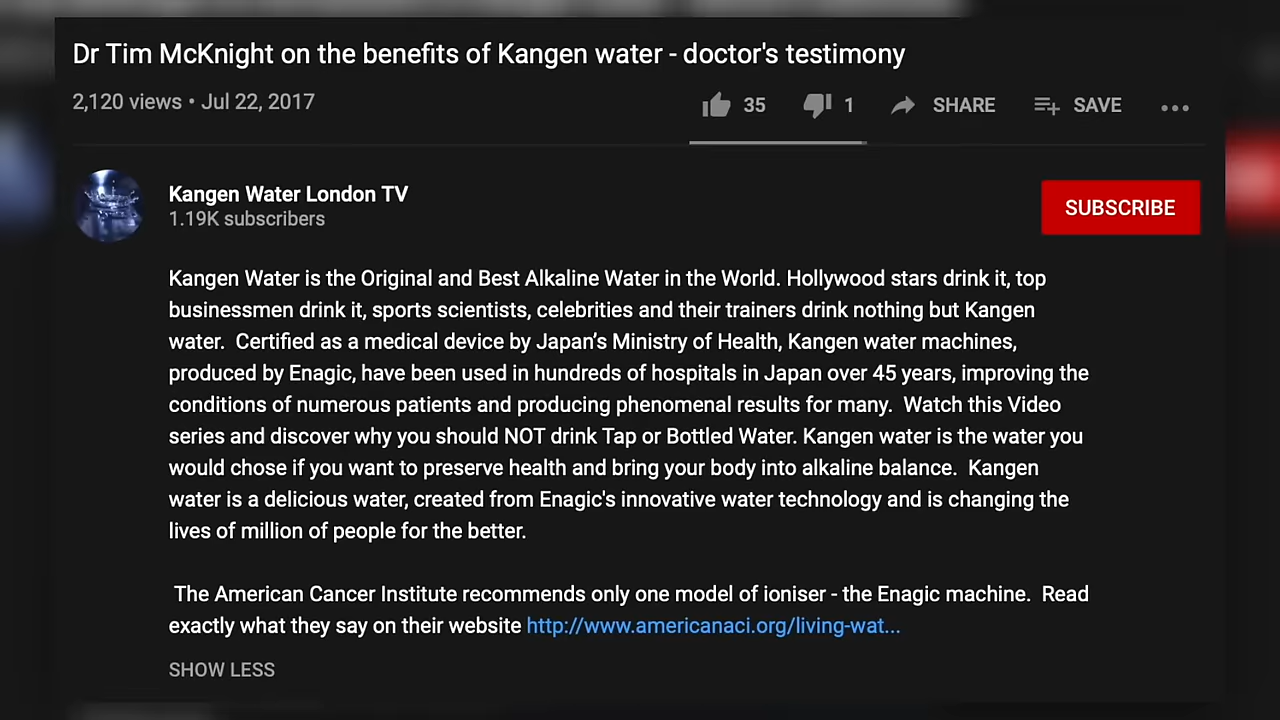 Dr Tim McKnight on the benefits of Kangen water - doctor's testimony
2,120 views • Jul 22, 2017
35
1
SHARE
SAVE
Kangen Water London TV
1.19K subscribers
SUBSCRIBE
Kangen Water is the Original and Best Alkaline Water in the World. Hollywood stars drink it, top
businessmen drink it, sports scientists, celebrities and their trainers drink nothing but Kangen
water.  Certified as a medical device by Japan’s Ministry of Health, Kangen water machines,
produced by Enagic, have been used in hundreds of hospitals in Japan over 45 years, improving the
conditions of numerous patients and producing phenomenal results for many.  Watch this Video
series and discover why you should NOT drink Tap or Bottled Water. Kangen water is the water you
would chose if you want to preserve health and bring your body into alkaline balance.  Kangen
water is a delicious water, created from Enagic's innovative water technology and is changing the
lives of million of people for the better.
The American Cancer Institute recommends only one model of ioniser - the Enagic machine.  Read
exactly what they say on their website http://www.americanaci.org/living-wat...
SHOW LESS